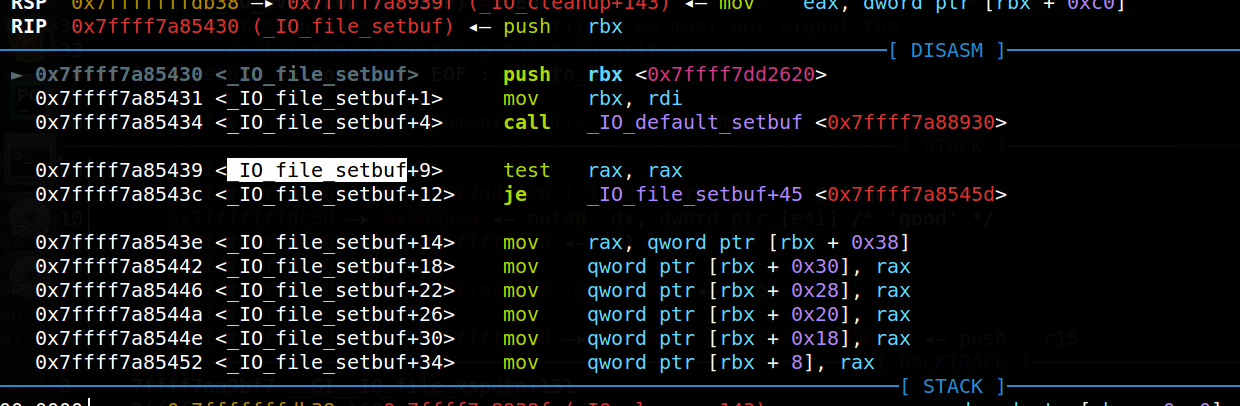 RSP  0x7fffffffdb38 —▸ 0x7ffff7a8939f (_IO_cleanup+143) ◂— mov    eax, dword ptr [rbx + 0xc0]
RIP  0x7ffff7a85430 (_IO_file_setbuf) ◂— push   rbx
[ DISASM ]
► 0x7ffff7a85430 <_IO_file_setbuf>       push   rbx <0x7ffff7dd2620>
0x7ffff7a85431 <_IO_file_setbuf+1>     mov    rbx, rdi
0x7ffff7a85434 <_IO_file_setbuf+4>     call   _IO_default_setbuf <0x7ffff7a88930>
0x7ffff7a85439 <_IO_file_setbuf+9>     test   rax, rax
0x7ffff7a8543c <_IO_file_setbuf+12>    je     _IO_file_setbuf+45 <0x7ffff7a8545d>
0x7ffff7a8543e <_IO_file_setbuf+14>    mov    rax, qword ptr [rbx + 0x38]
0x7ffff7a85442 <_IO_file_setbuf+18>    mov    qword ptr [rbx + 0x30], rax
0x7ffff7a85446 <_IO_file_setbuf+22>    mov    qword ptr [rbx + 0x28], rax
0x7ffff7a8544a <_IO_file_setbuf+26>    mov    qword ptr [rbx + 0x20], rax
0x7ffff7a8544e <_IO_file_setbuf+30>    mov    qword ptr [rbx + 0x18], rax
0x7ffff7a85452 <_IO_file_setbuf+34>    mov    qword ptr [rbx + 8], rax
[ STACK ]